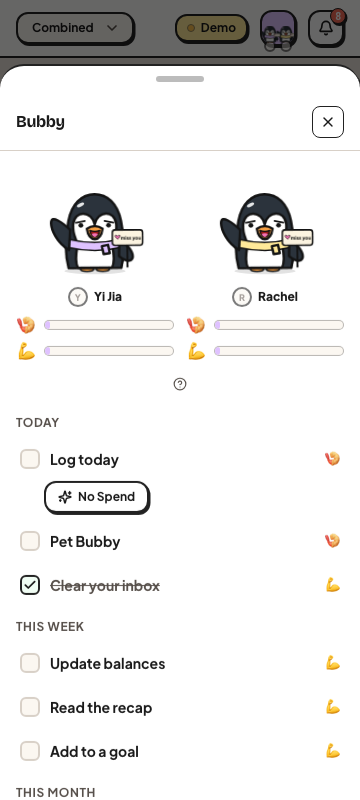 Combined
Demo
8
Bubby
miss you
miss you
Y Yi Jia
R Rachel
TODAY
Log today
No Spend
Pet Bubby
Clear your inbox
THIS WEEK
Update balances
Read the recap
Add to a goal
THIS MONTH